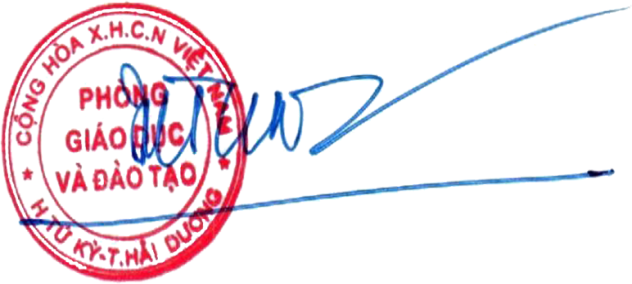 CỘNG HÒA X.H.C.N VIỆT NAM
PHÒNG
GIÁO DỤC
VÀ ĐÀO TẠO
★ H TỨ KỲ-T.HẢI DƯƠNG ★